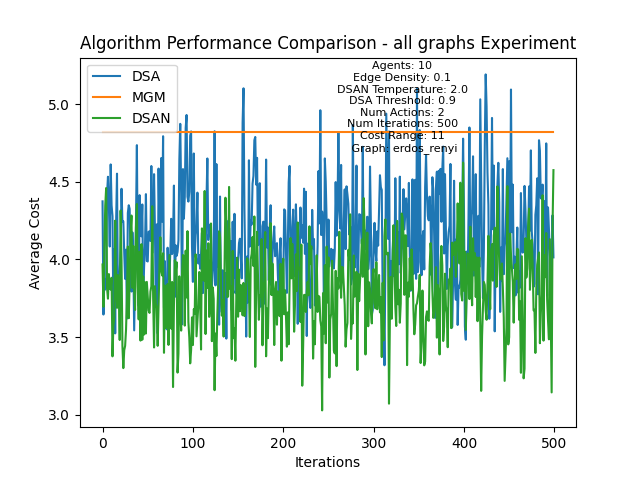 Algorithm Performance Comparison - all graphs Experiment
DSA
MGM
DSAN
Agents: 10
Edge Density: 0.1
DSAN Temperature: 2.0
DSA Threshold: 0.9
Num Actions: 2
Num Iterations: 500
Cost Range: 11
Graph: erdos_renyi
Average Cost
5.0
4.5
4.0
3.5
3.0
0 100 200 300 400 500
Iterations